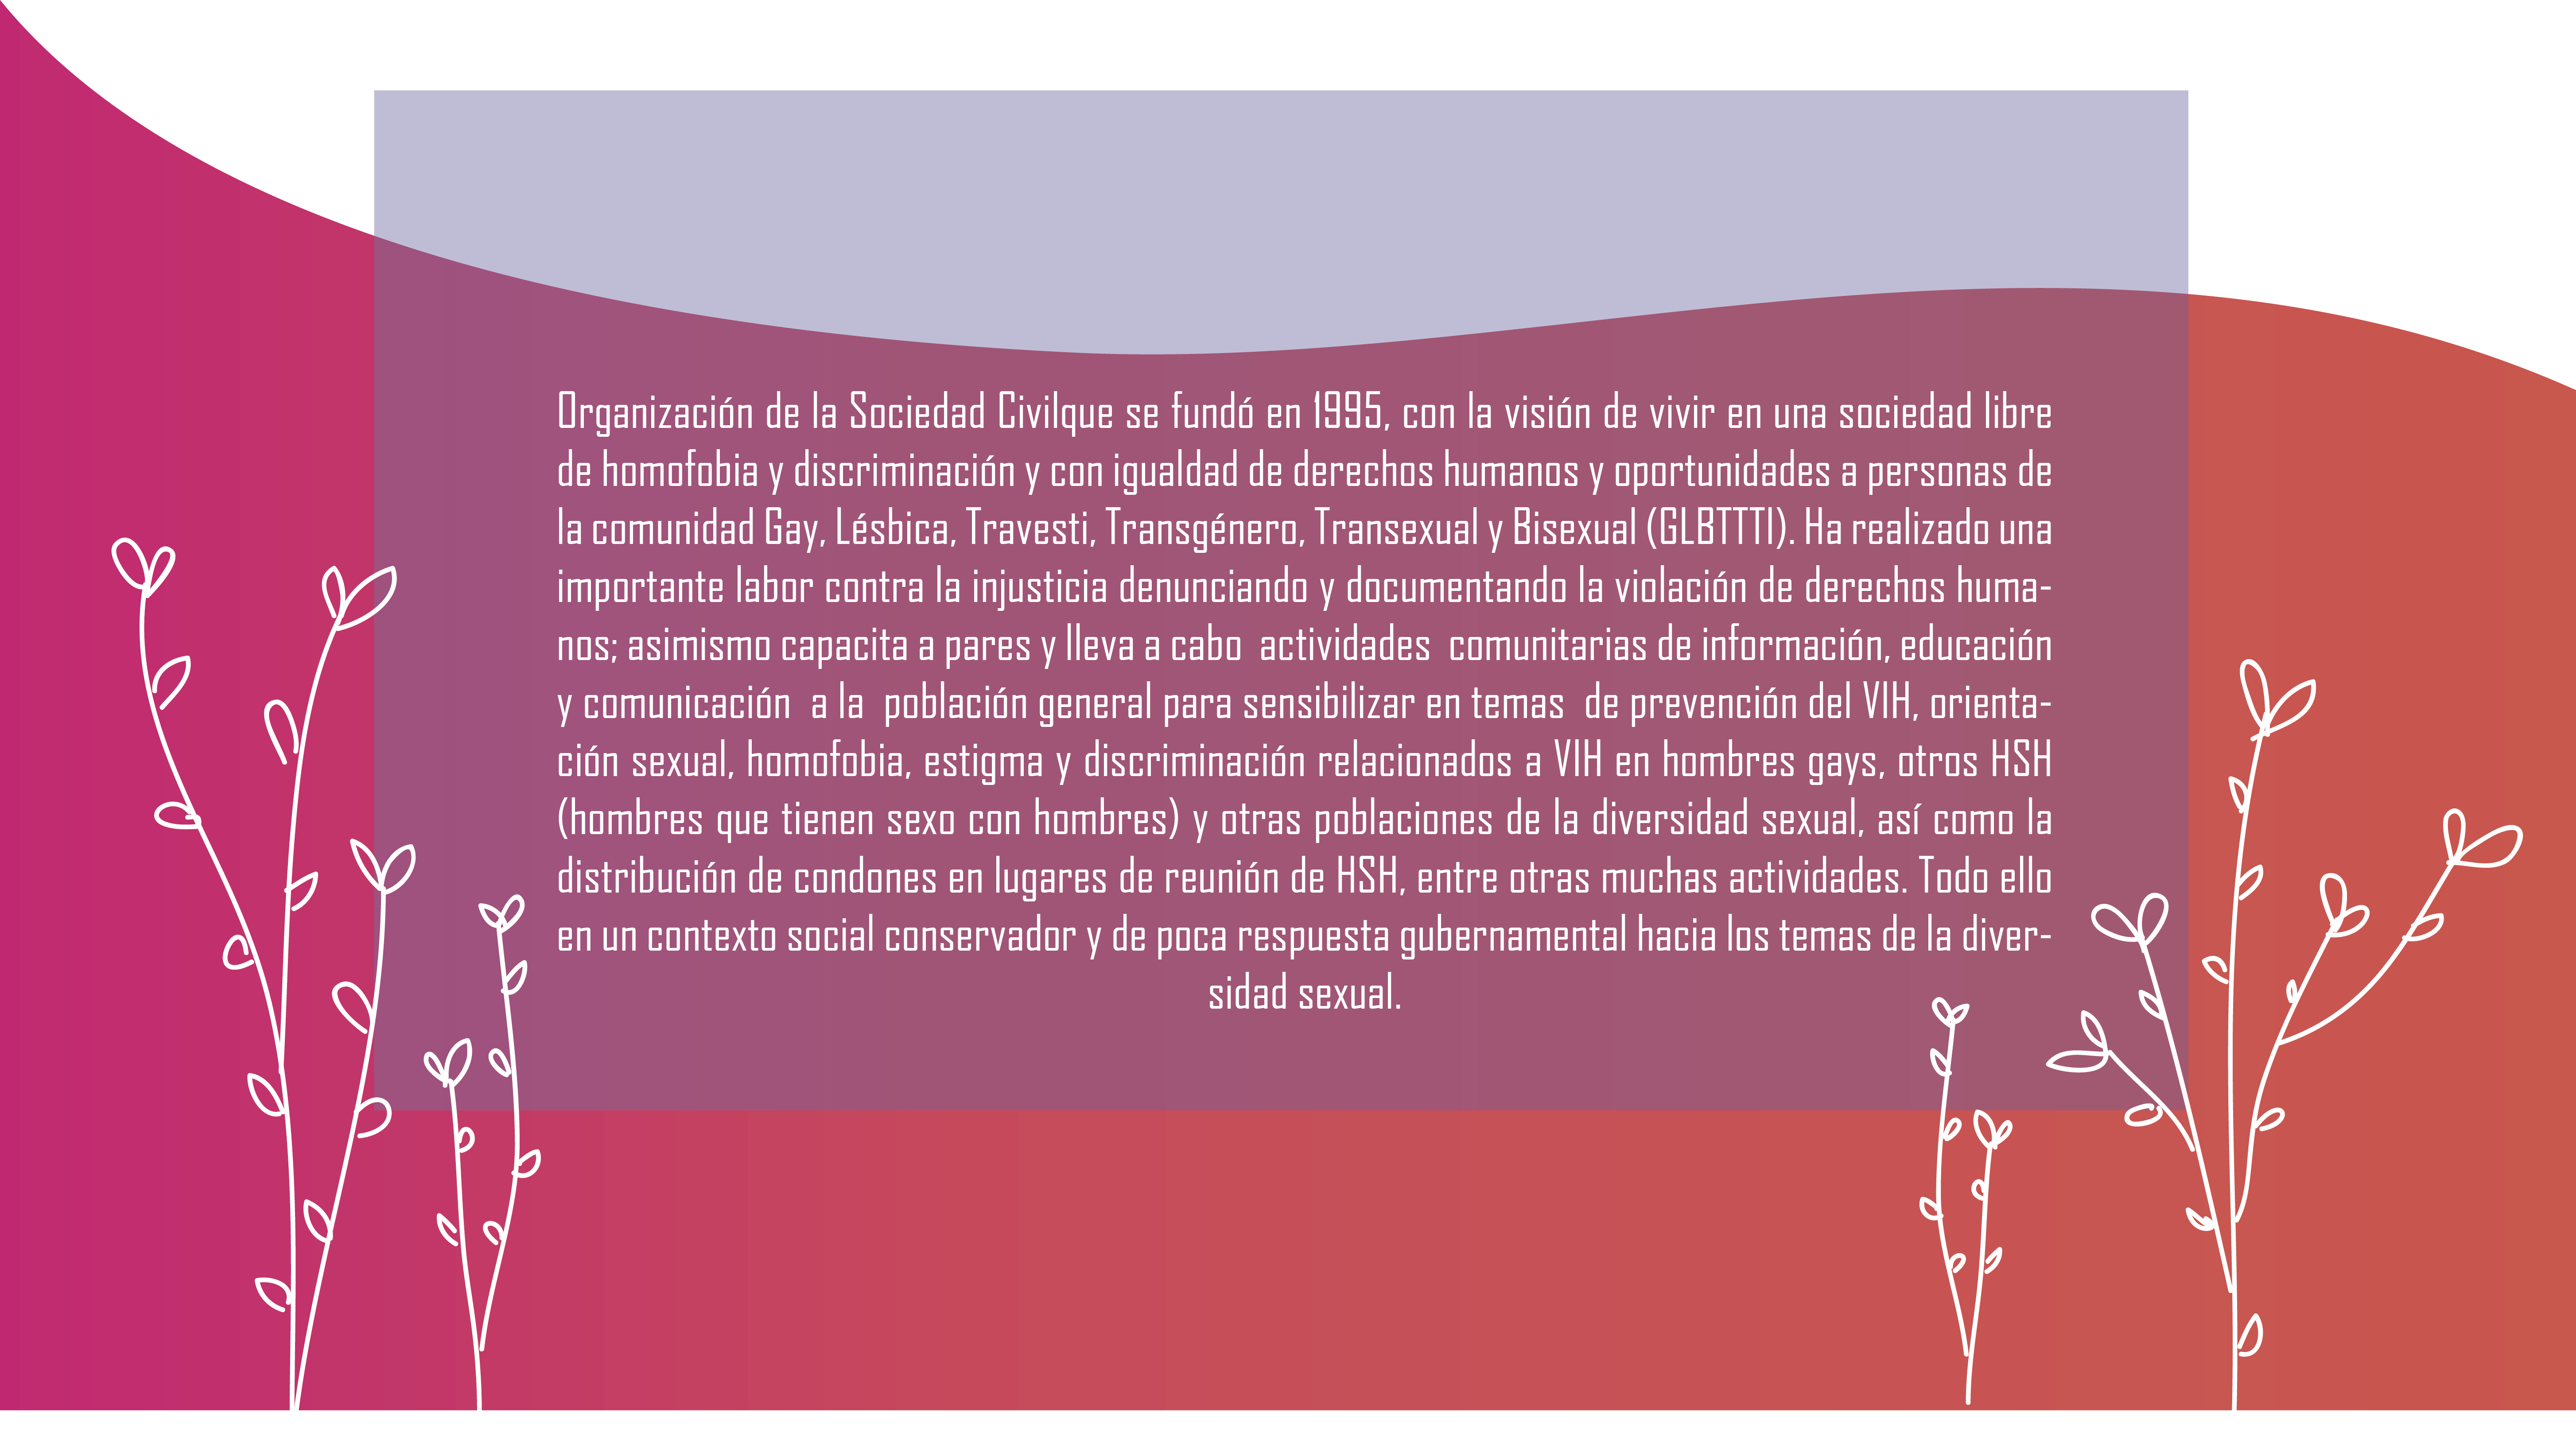 Organización de la Sociedad Civilque se fundó en 1995, con la visión de vivir en una sociedad libre
de homofobia y discriminación y con igualdad de derechos humanos y oportunidades a personas de
la comunidad Gay, Lésbica, Travesti, Transgénero, Transexual y Bisexual (GLBTTTI). Ha realizado una
importante labor contra la injusticia denunciando y documentando la violación de derechos huma-
nos; asimismo capacita a pares y lleva a cabo  actividades  comunitarias de información, educación
y comunicación  a la  población general para sensibilizar en temas  de prevención del VIH, orienta-
ción sexual, homofobia, estigma y discriminación relacionados a VIH en hombres gays, otros HSH
(hombres que tienen sexo con hombres) y otras poblaciones de la diversidad sexual, así como la
distribución de condones en lugares de reunión de HSH, entre otras muchas actividades. Todo ello
en un contexto social conservador y de poca respuesta gubernamental hacia los temas de la diver-
sidad sexual.